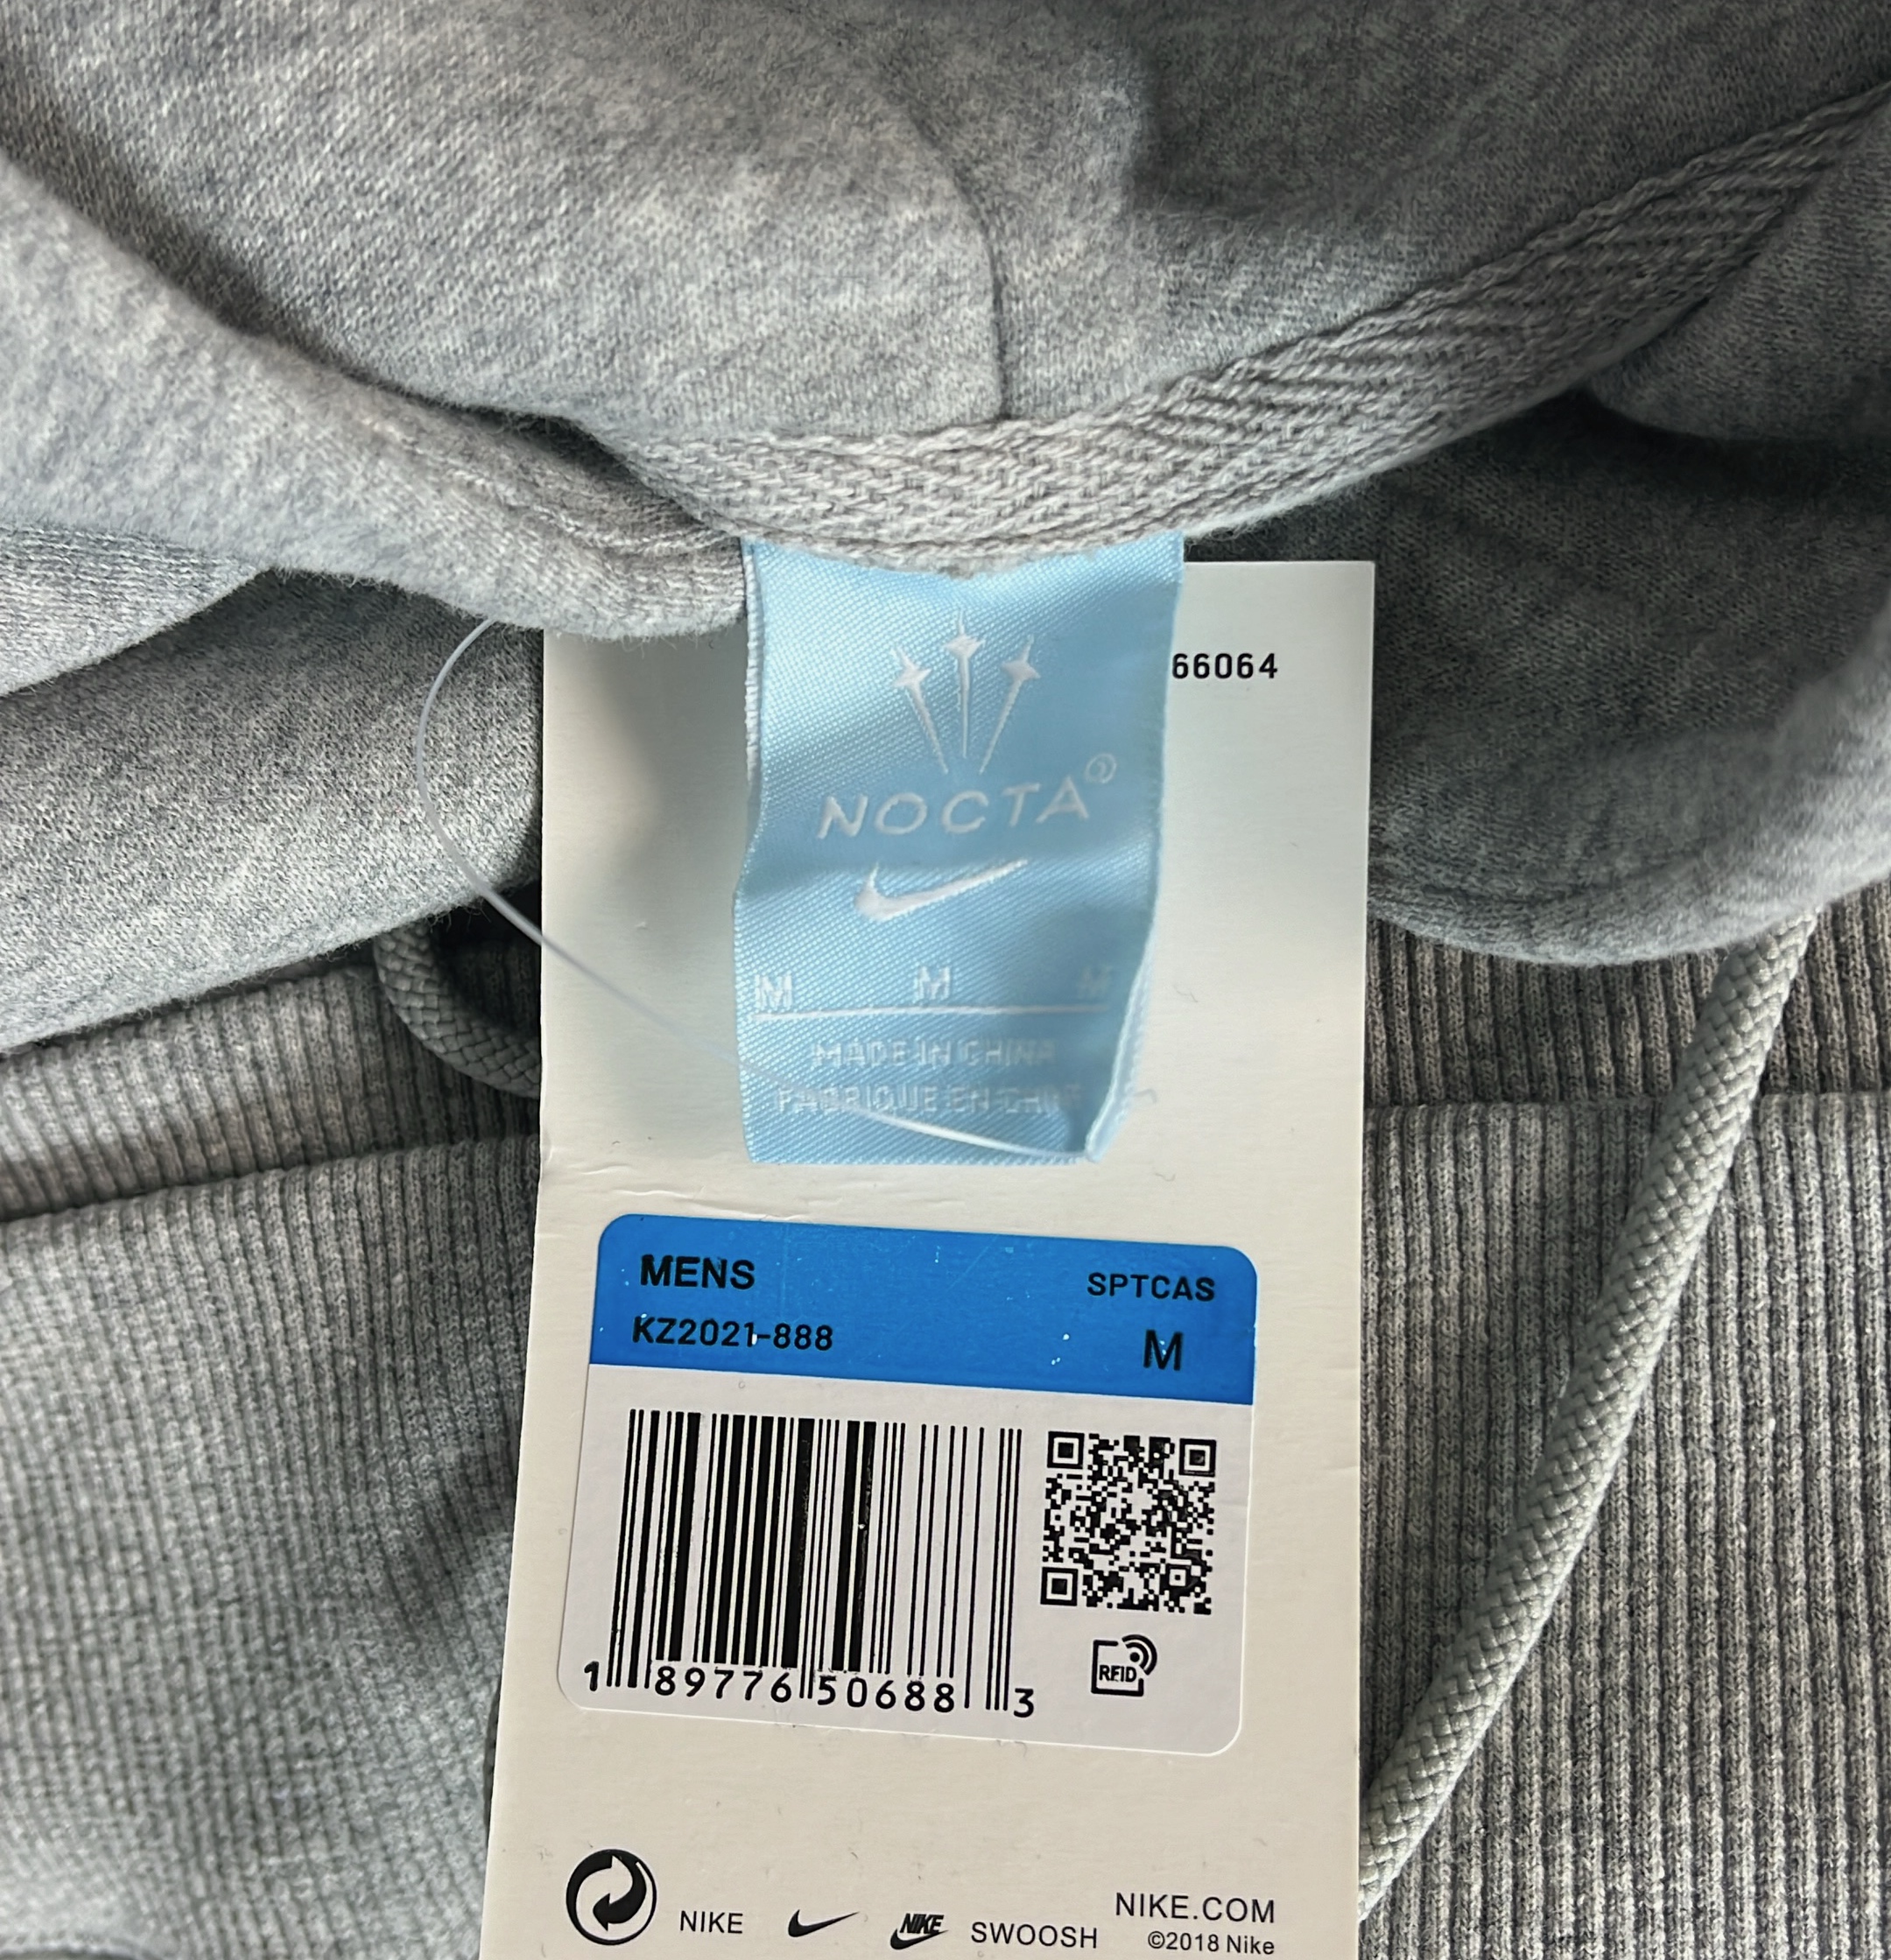 66064
NOCTA
M M M
MADE IN CHINA
FABRIQUE EN CHINE
MENS SPTCAS
KZ2021-888 M
1 89776 50688 3
RFID
NIKE NIKE SWOOSH NIKE.COM
©2018 Nike